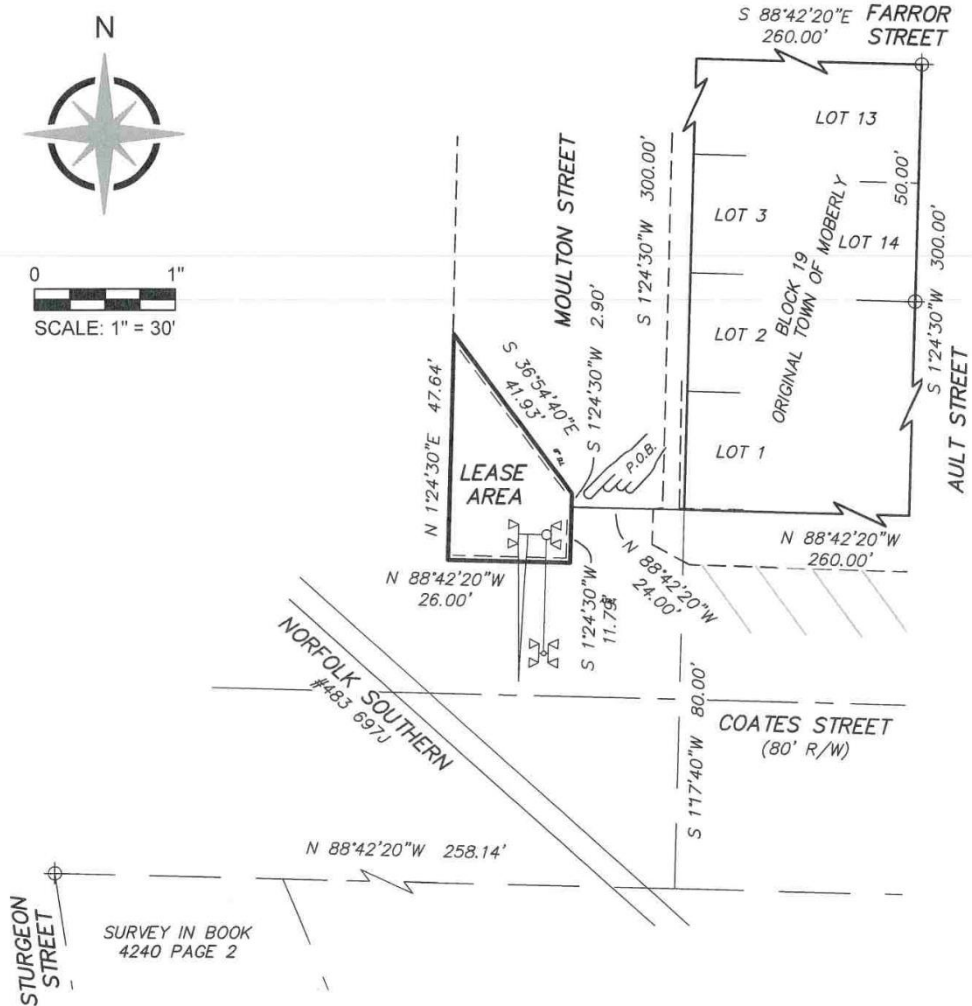 S 88°42'20"E
260.00'
FARROR
STREET
N
LOT 13
MOULTON STREET
S 1°24'30"W 300.00'
50.00'
LOT 3
BLOCK 19
ORIGINAL TOWN OF MOBERLY
LOT 14
S 1°24'30"W 300.00'
AULT STREET
0 1"
SCALE: 1" = 30'
LOT 2
S 1°24'30"W 2.90'
S 36°54'40"E
41.93'
N 1°24'30"E 47.64'
LOT 1
P.O.B.
LEASE
AREA
N 88°42'20"W
260.00'
N 88°42'20"W
24.00'
N 88°42'20"W
26.00'
S 1°24'30"W
11.79'
NORFOLK SOUTHERN
#483 697J
S 1°17'40"W 80.00'
COATES STREET
(80' R/W)
N 88°42'20"W 258.14'
STURGEON
STREET
SURVEY IN BOOK
4240 PAGE 2